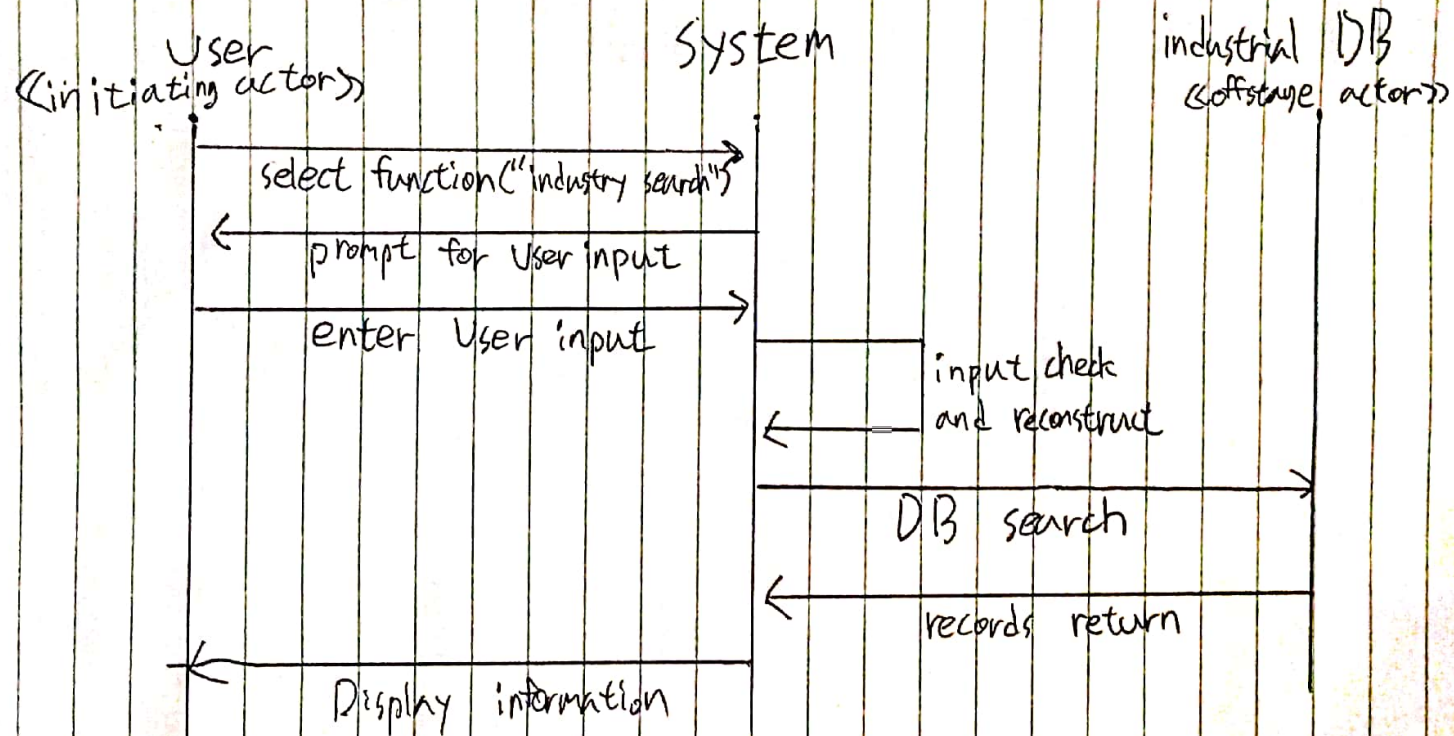 User
<<initiating actor>>
System
industrial DB
<<offstage actor>>
select function("industry search")
prompt for User input
enter User input
input check
and reconstruct
DB search
records return
Display information